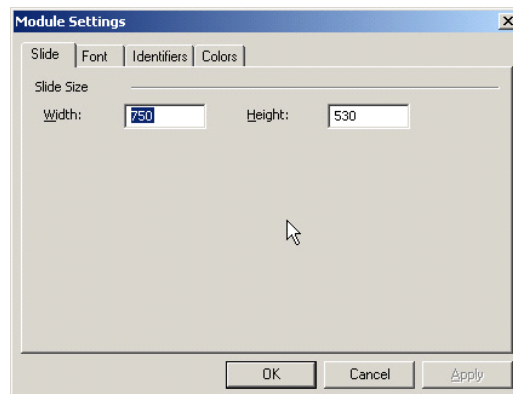 Module Settings
Slide Font Identifiers Colors
Slide Size
Width: 750 Height: 530
OK Cancel Apply